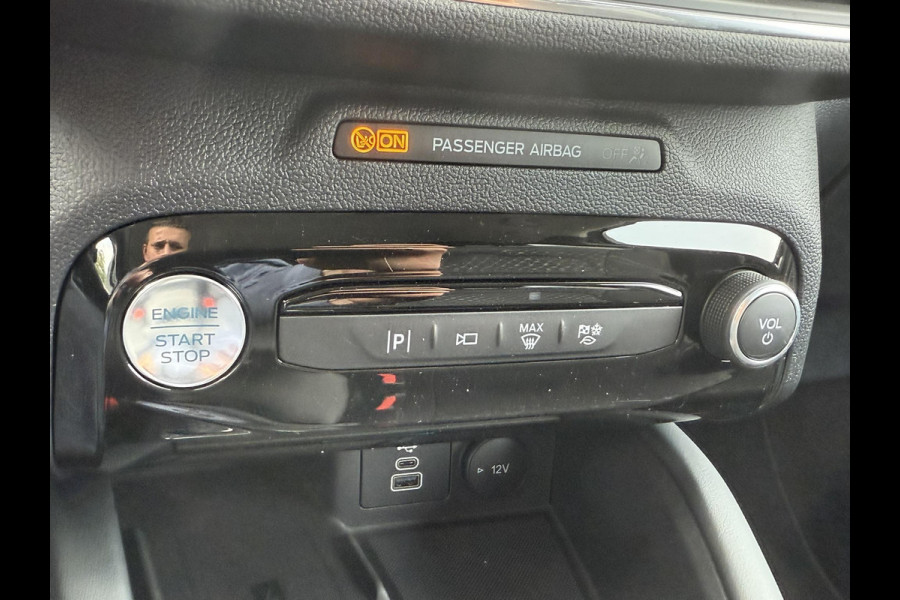 ON PASSENGER AIRBAG OFF
ENGINE
START
STOP
P
MAX
VOL
12V